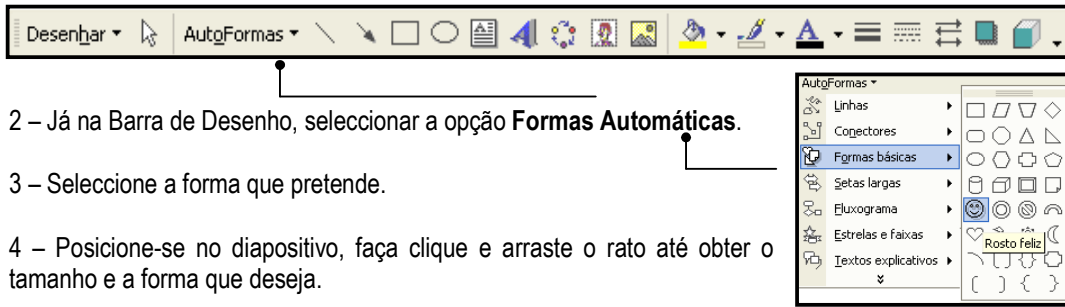 Desenhar AutoFormas A
2 – Já na Barra de Desenho, seleccionar a opção Formas Automáticas.
3 – Seleccione a forma que pretende.
4 – Posicione-se no diapositivo, faça clique e arraste o rato até obter o
tamanho e a forma que deseja.
AutoFormas
Linhas
Conectores
Formas básicas
Setas largas
Fluxograma
Estrelas e faixas
Textos explicativos
Rosto feliz